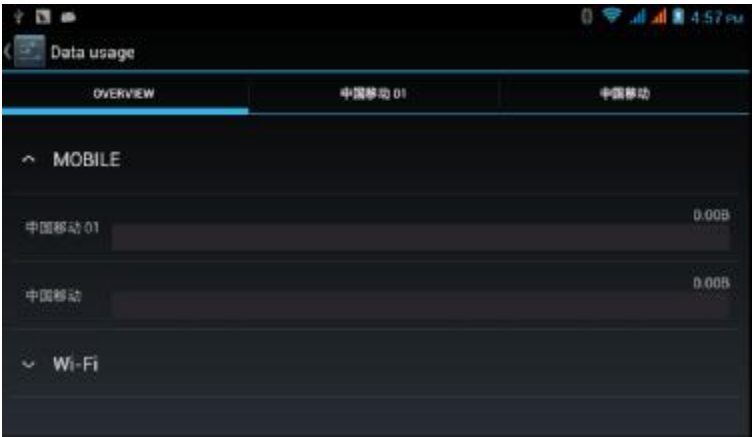 4:57 PM
Data usage
OVERVIEW
中国移动 01
中国移动
MOBILE
中国移动 01
0.00B
中国移动
0.00B
Wi-Fi